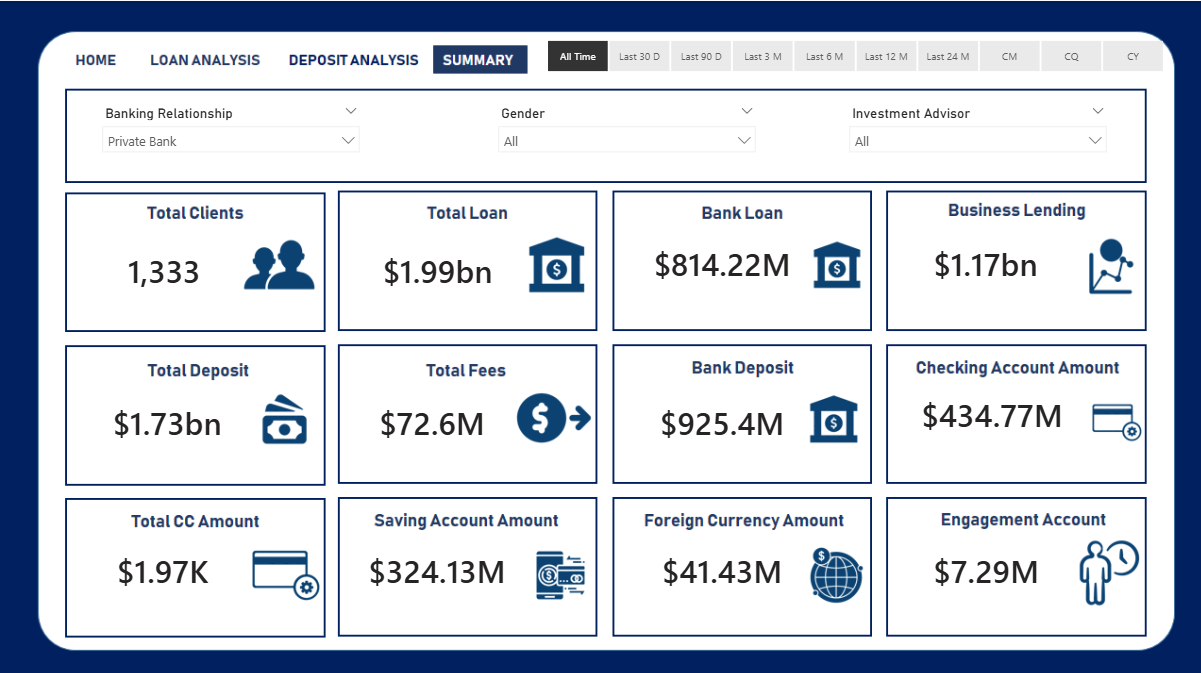 HOME LOAN ANALYSIS DEPOSIT ANALYSIS SUMMARY All Time Last 30 D Last 90 D Last 3 M Last 6 M Last 12 M Last 24 M CM CQ CY
Banking Relationship Gender Investment Advisor
Private Bank All All
Total Clients Total Loan Bank Loan Business Lending
1,333 $1.99bn $814.22M $1.17bn
$ $
Total Deposit Total Fees Bank Deposit Checking Account Amount
$1.73bn $72.6M $925.4M $434.77M
$ $
Total CC Amount Saving Account Amount Foreign Currency Amount Engagement Account
$1.97K $324.13M $41.43M $7.29M
$ $